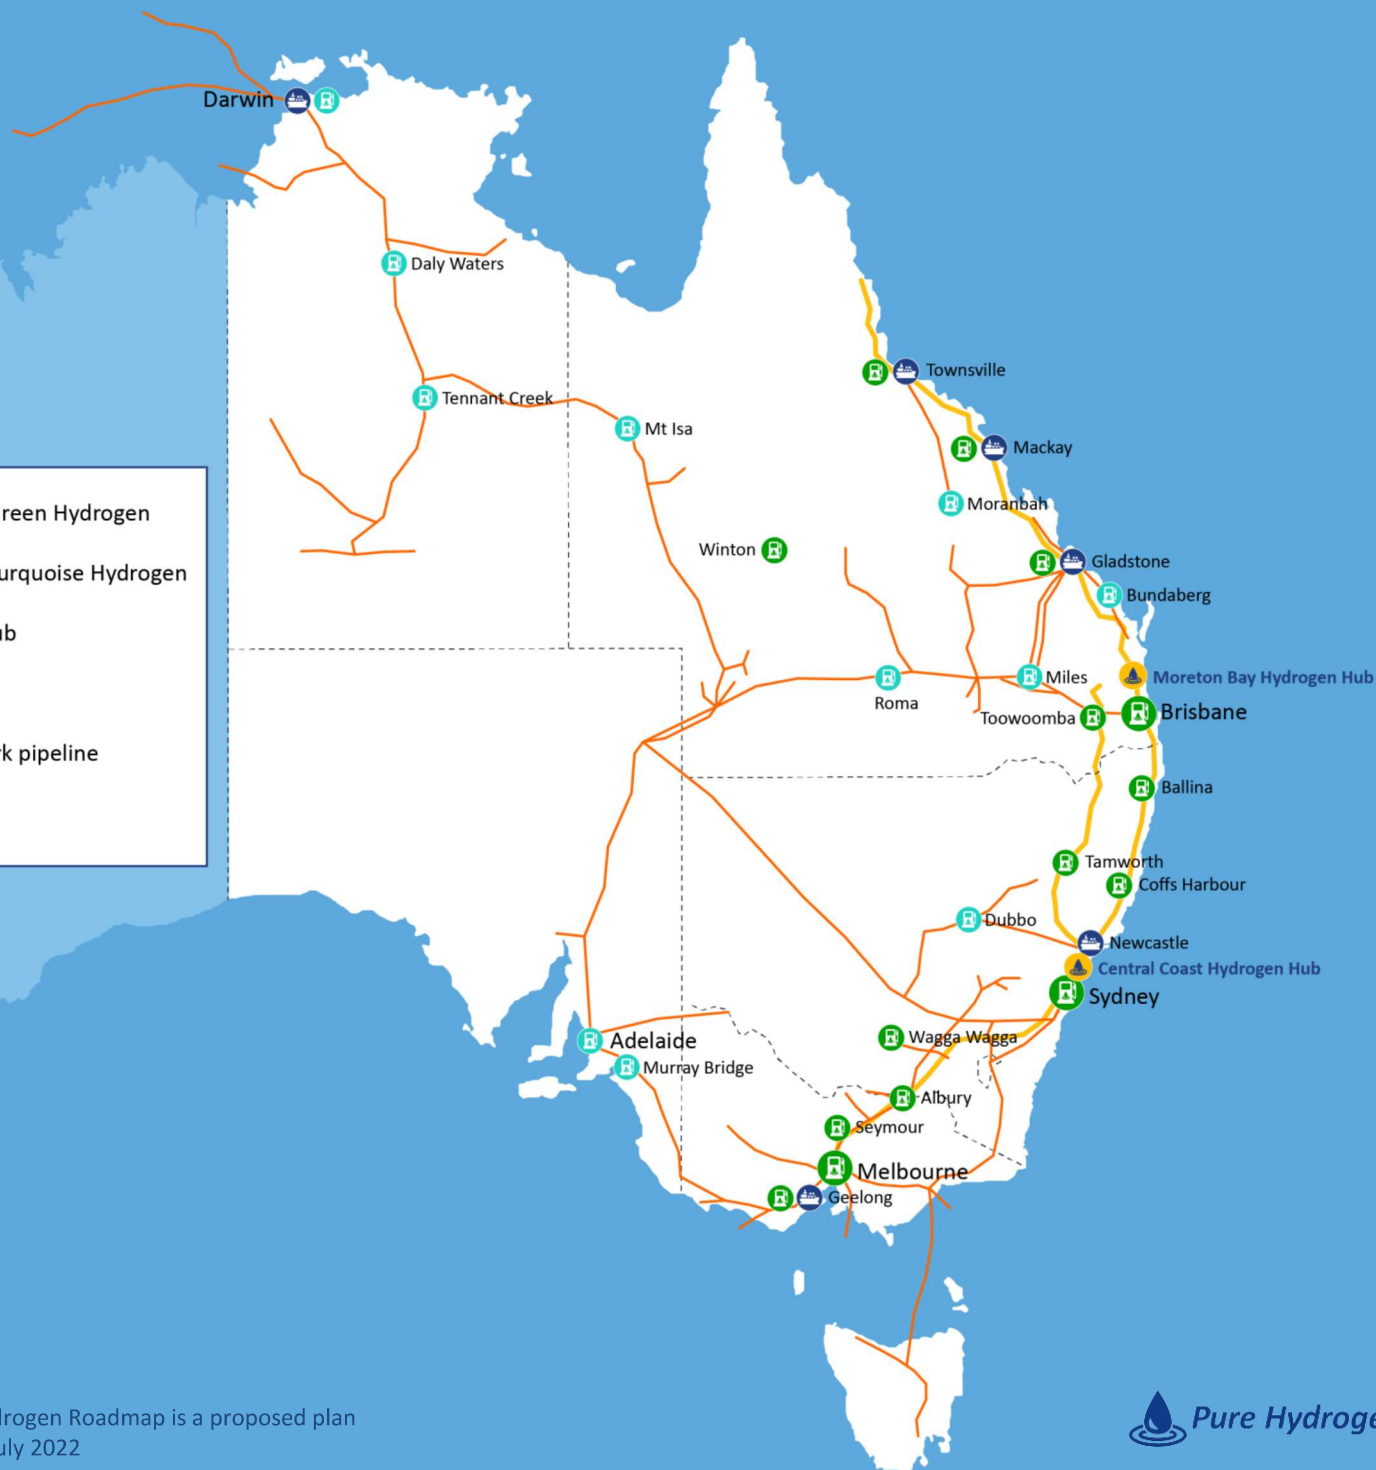 Darwin
Daly Waters
Tennant Creek
Mt Isa
Townsville
Mackay
Moranbah
Winton
Gladstone
Bundaberg
Miles
Moreton Bay Hydrogen Hub
Roma
Toowoomba
Brisbane
Ballina
Tamworth
Coffs Harbour
Dubbo
Newcastle
Central Coast Hydrogen Hub
Sydney
Wagga Wagga
Adelaide
Murray Bridge
Albury
Seymour
Melbourne
Geelong
reen Hydrogen
urquoise Hydrogen
ub
k pipeline
drogen Roadmap is a proposed plan
uly 2022
Pure Hydroge